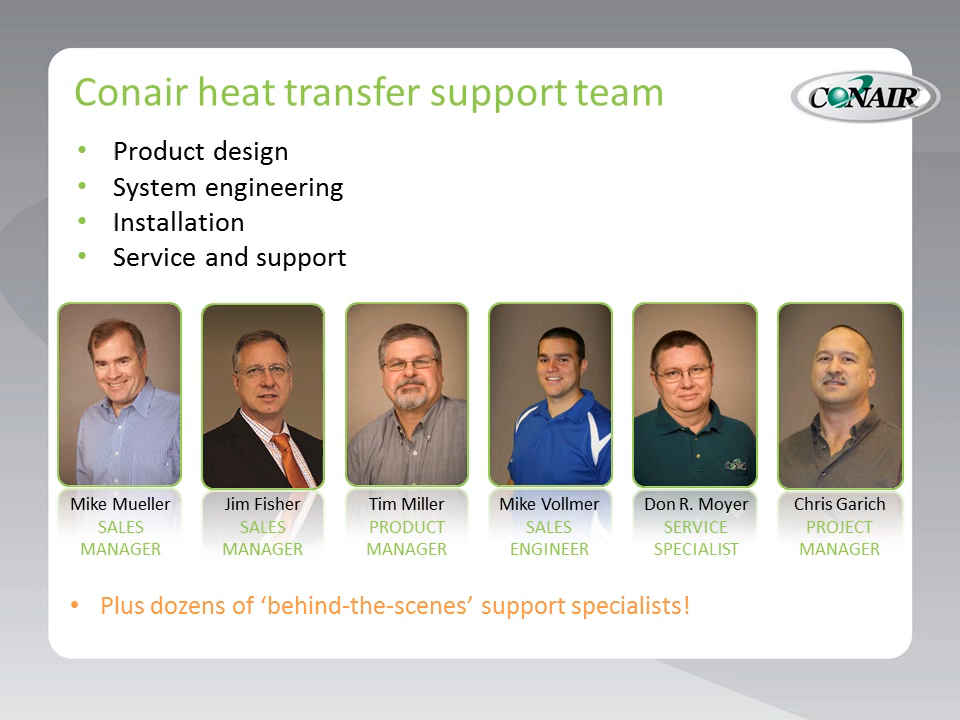 Conair heat transfer support team
CONAIR
• Product design
• System engineering
• Installation
• Service and support
Mike Mueller
SALES
MANAGER
Jim Fisher
SALES
MANAGER
Tim Miller
PRODUCT
MANAGER
Mike Vollmer
SALES
ENGINEER
Don R. Moyer
SERVICE
SPECIALIST
Chris Garich
PROJECT
MANAGER
• Plus dozens of ‘behind-the-scenes’ support specialists!